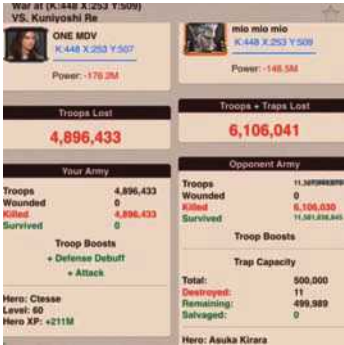 War at (K:448 X:253 Y:509)
VS. Kuniyoshi Re
ONE MDV
K:448 X:253 Y:507
Power: -176.2M
mio mio mio
K:448 X:253 Y:509
Power: -148.5M
Troops Lost
4,896,433
Troops + Traps Lost
6,106,041
Your Army
Troops 4,896,433
Wounded 0
Killed 4,896,433
Survived 0
Troop Boosts
+ Defense Debuff
+ Attack
Hero: Ctesse
Level: 60
Hero XP: +211M
Opponent Army
Troops
Wounded 0
Killed 6,106,030
Survived
Troop Boosts
Trap Capacity
Total: 500,000
Destroyed: 11
Remaining: 499,989
Salvaged: 0
Hero: Asuka Kirara